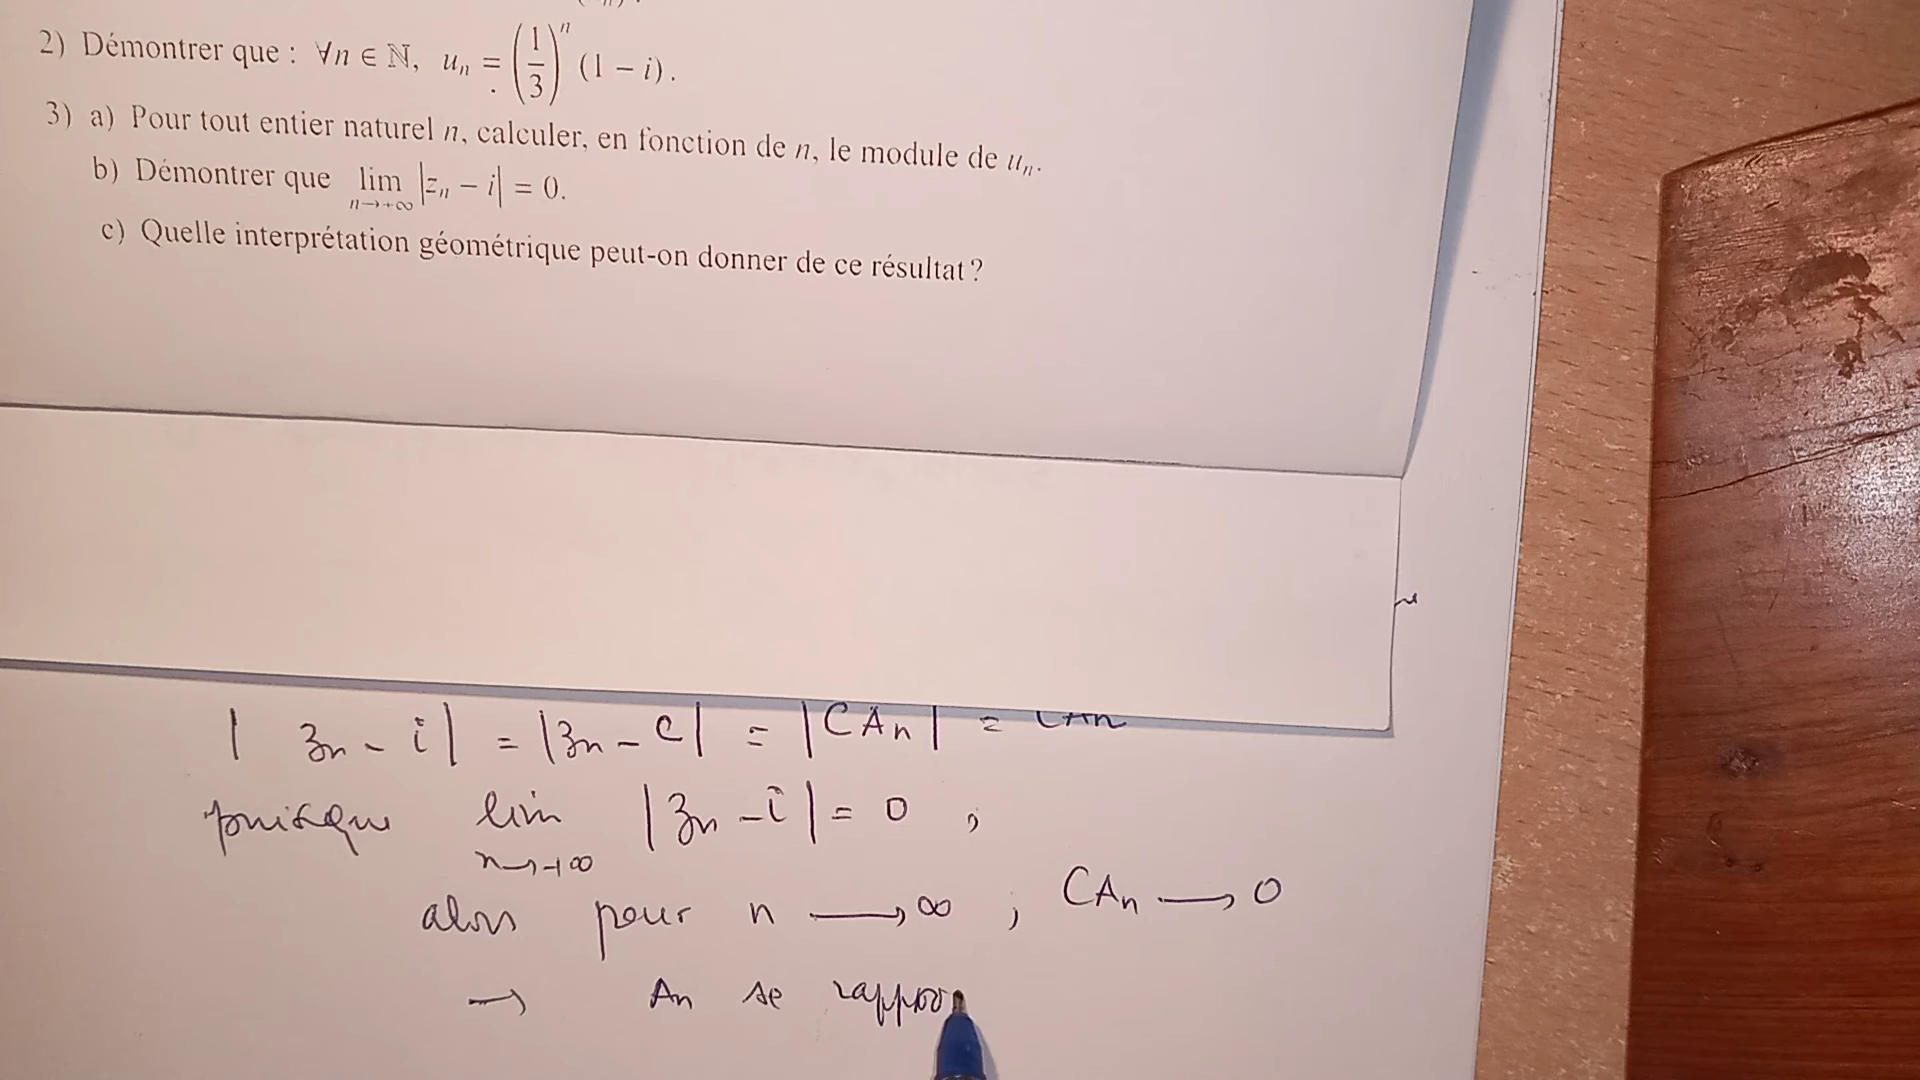 2) Démontrer que : ∀n ∈ ℕ, uₙ = (1/3)ⁿ (1 – i).
3) a) Pour tout entier naturel n, calculer, en fonction de n, le module de uₙ.
b) Démontrer que lim n→+∞ |zₙ – i| = 0.
c) Quelle interprétation géométrique peut-on donner de ce résultat ?
| zₙ - i| = |zₙ - c| = |CAₙ| = CAₙ
puisque lim |zₙ - i| = 0 ,
n→+∞
alors pour n → ∞ , CAₙ → 0
→ Aₙ se rappro